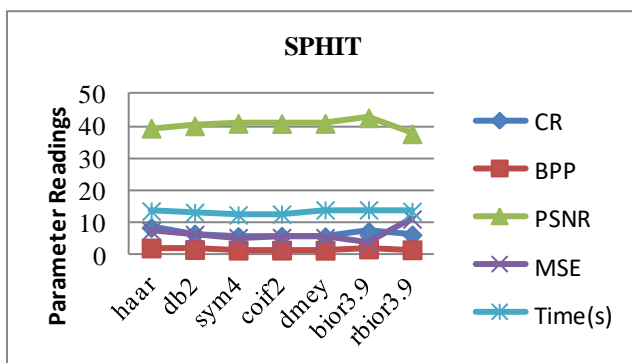 SPHIT
Parameter Readings
50
40
30
20
10
0
haar
db2
sym4
coif2
dmey
bior3.9
rbior3.9
CR
BPP
PSNR
MSE
Time(s)